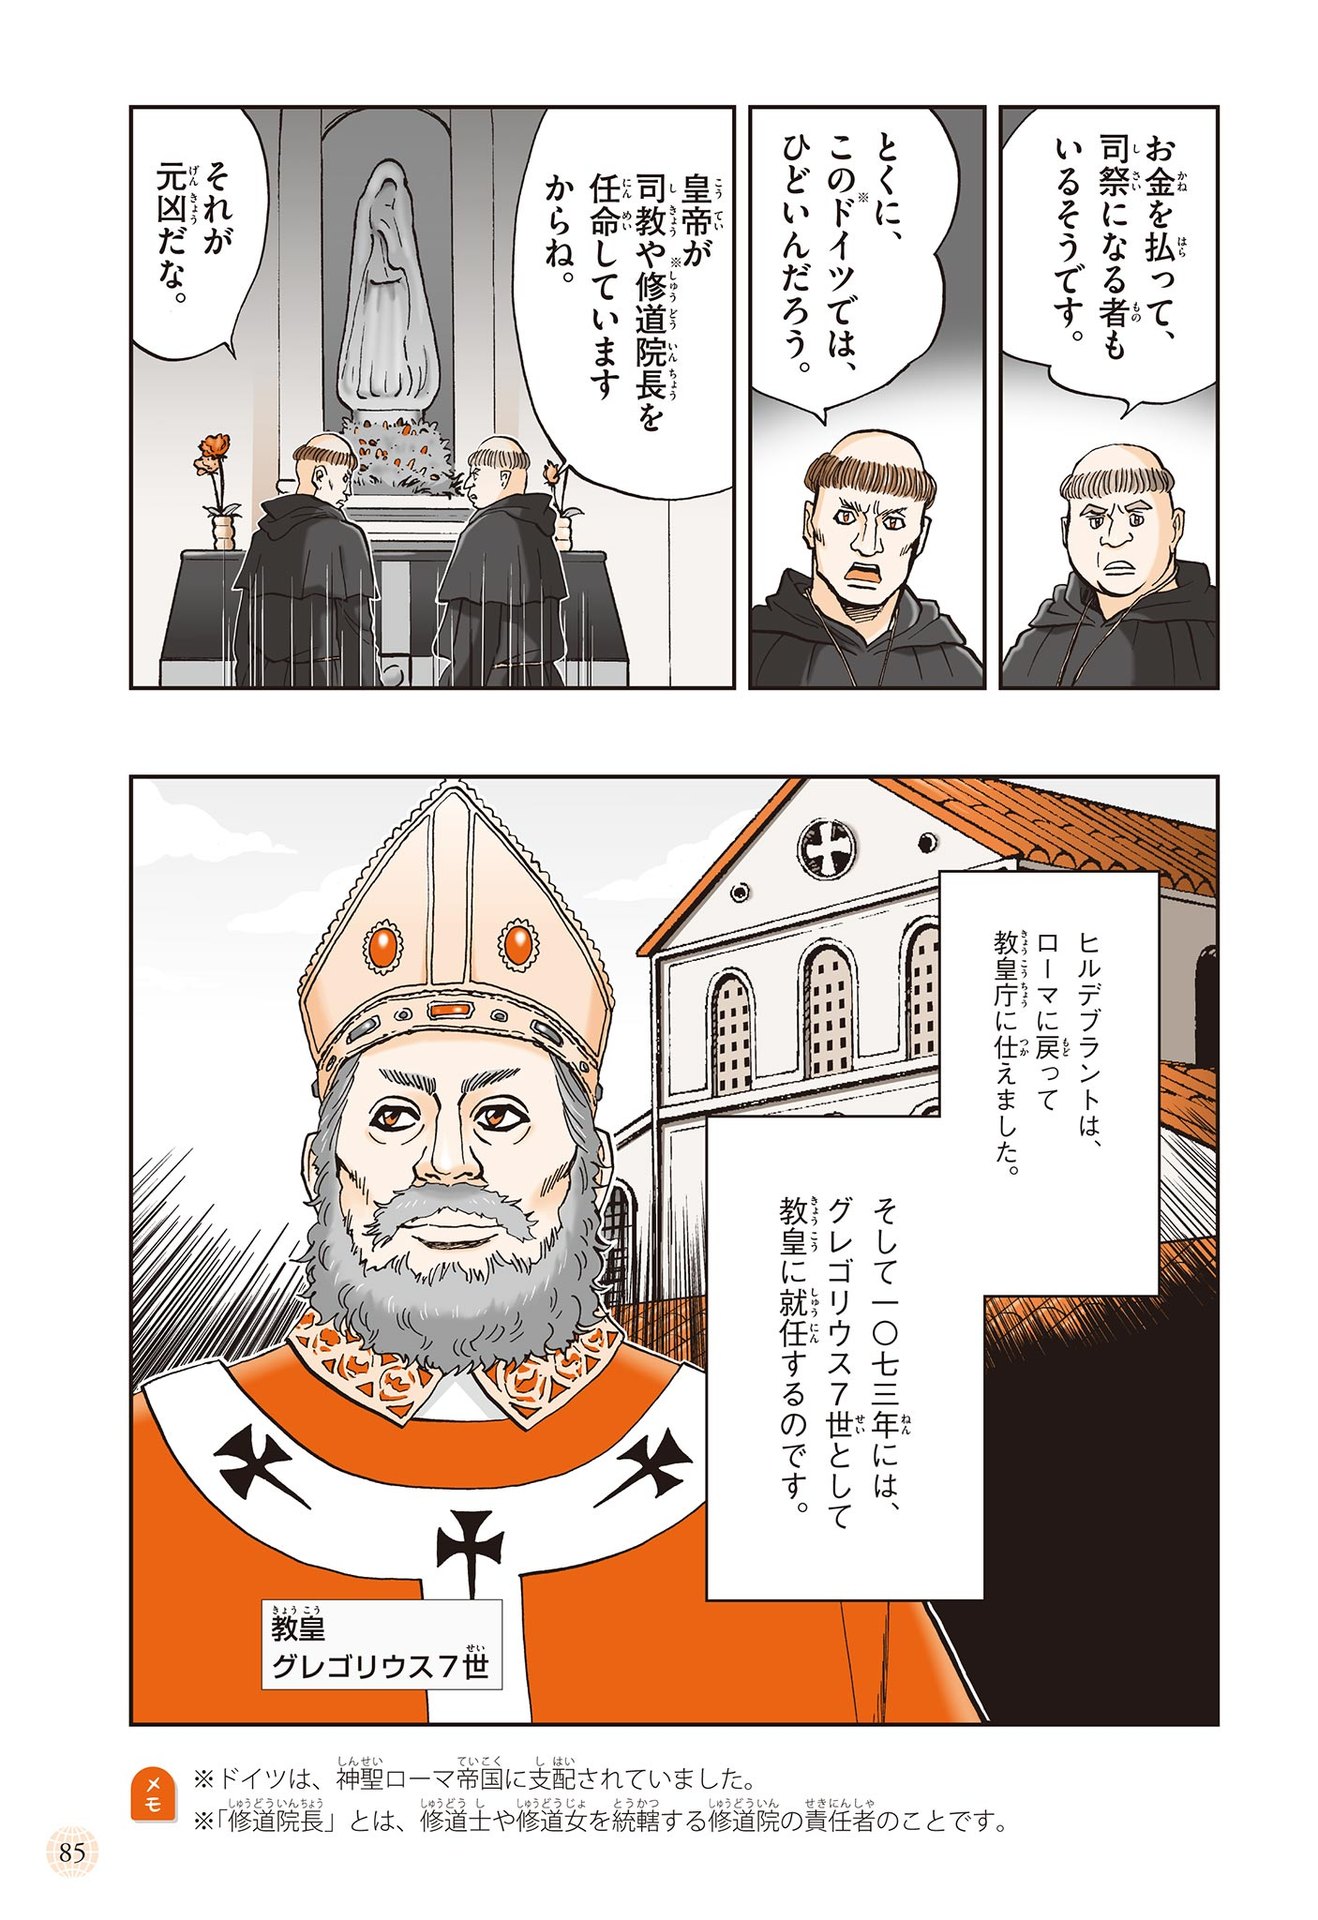 お金を払って、
司祭になる者も
いるそうです。
とくに、
この※ドイツでは、
ひどいんだろう。
皇帝が
司教や※修道院長を
任命しています
からね。
それが
元凶だな。
ヒルデブラントは、
ローマに戻って
教皇庁に仕えました。
そして一〇七三年には、
グレゴリウス7世として
教皇に就任するのです。
教皇
グレゴリウス7世
メモ
※ドイツは、神聖ローマ帝国に支配されていました。
※「修道院長」とは、修道士や修道女を統轄する修道院の責任者のことです。
85